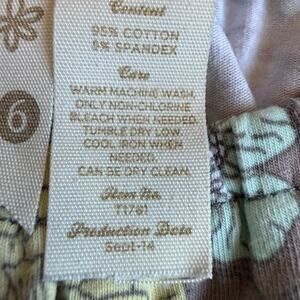 Content
95% COTTON
5% SPANDEX
Care
WARM MACHINE WASH.
ONLY NON-CHLORINE
BLEACH WHEN NEEDED.
TUMBLE DRY LOW.
COOL IRON WHEN
NEEDED.
CAN BE DRY CLEAN.
Item No.
T1761
Production Date
Sept-14
6